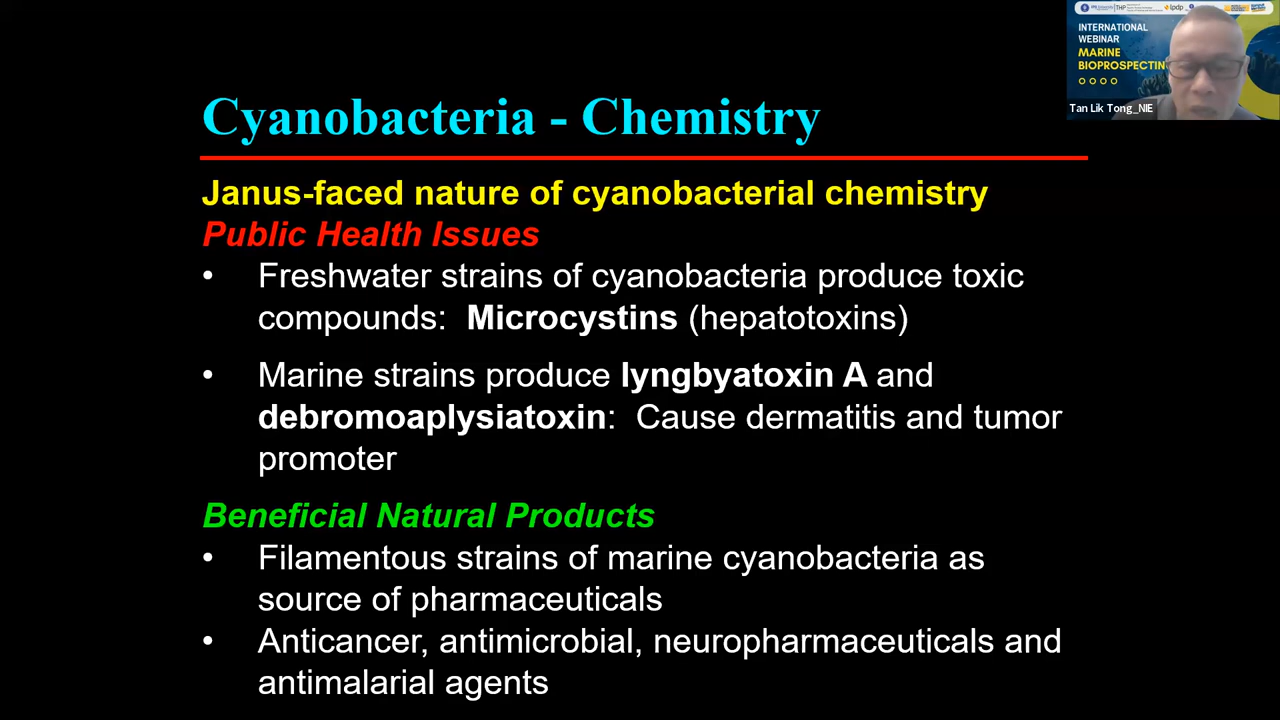 INTERNATIONAL
WEBINAR
MARINE
BIOPROSPECTIN
Tan Lik Tong_NIE
Cyanobacteria - Chemistry
Janus-faced nature of cyanobacterial chemistry
Public Health Issues
• Freshwater strains of cyanobacteria produce toxic
compounds: Microcystins (hepatotoxins)
• Marine strains produce lyngbyatoxin A and
debromoaplysiatoxin: Cause dermatitis and tumor
promoter
Beneficial Natural Products
• Filamentous strains of marine cyanobacteria as
source of pharmaceuticals
• Anticancer, antimicrobial, neuropharmaceuticals and
antimalarial agents